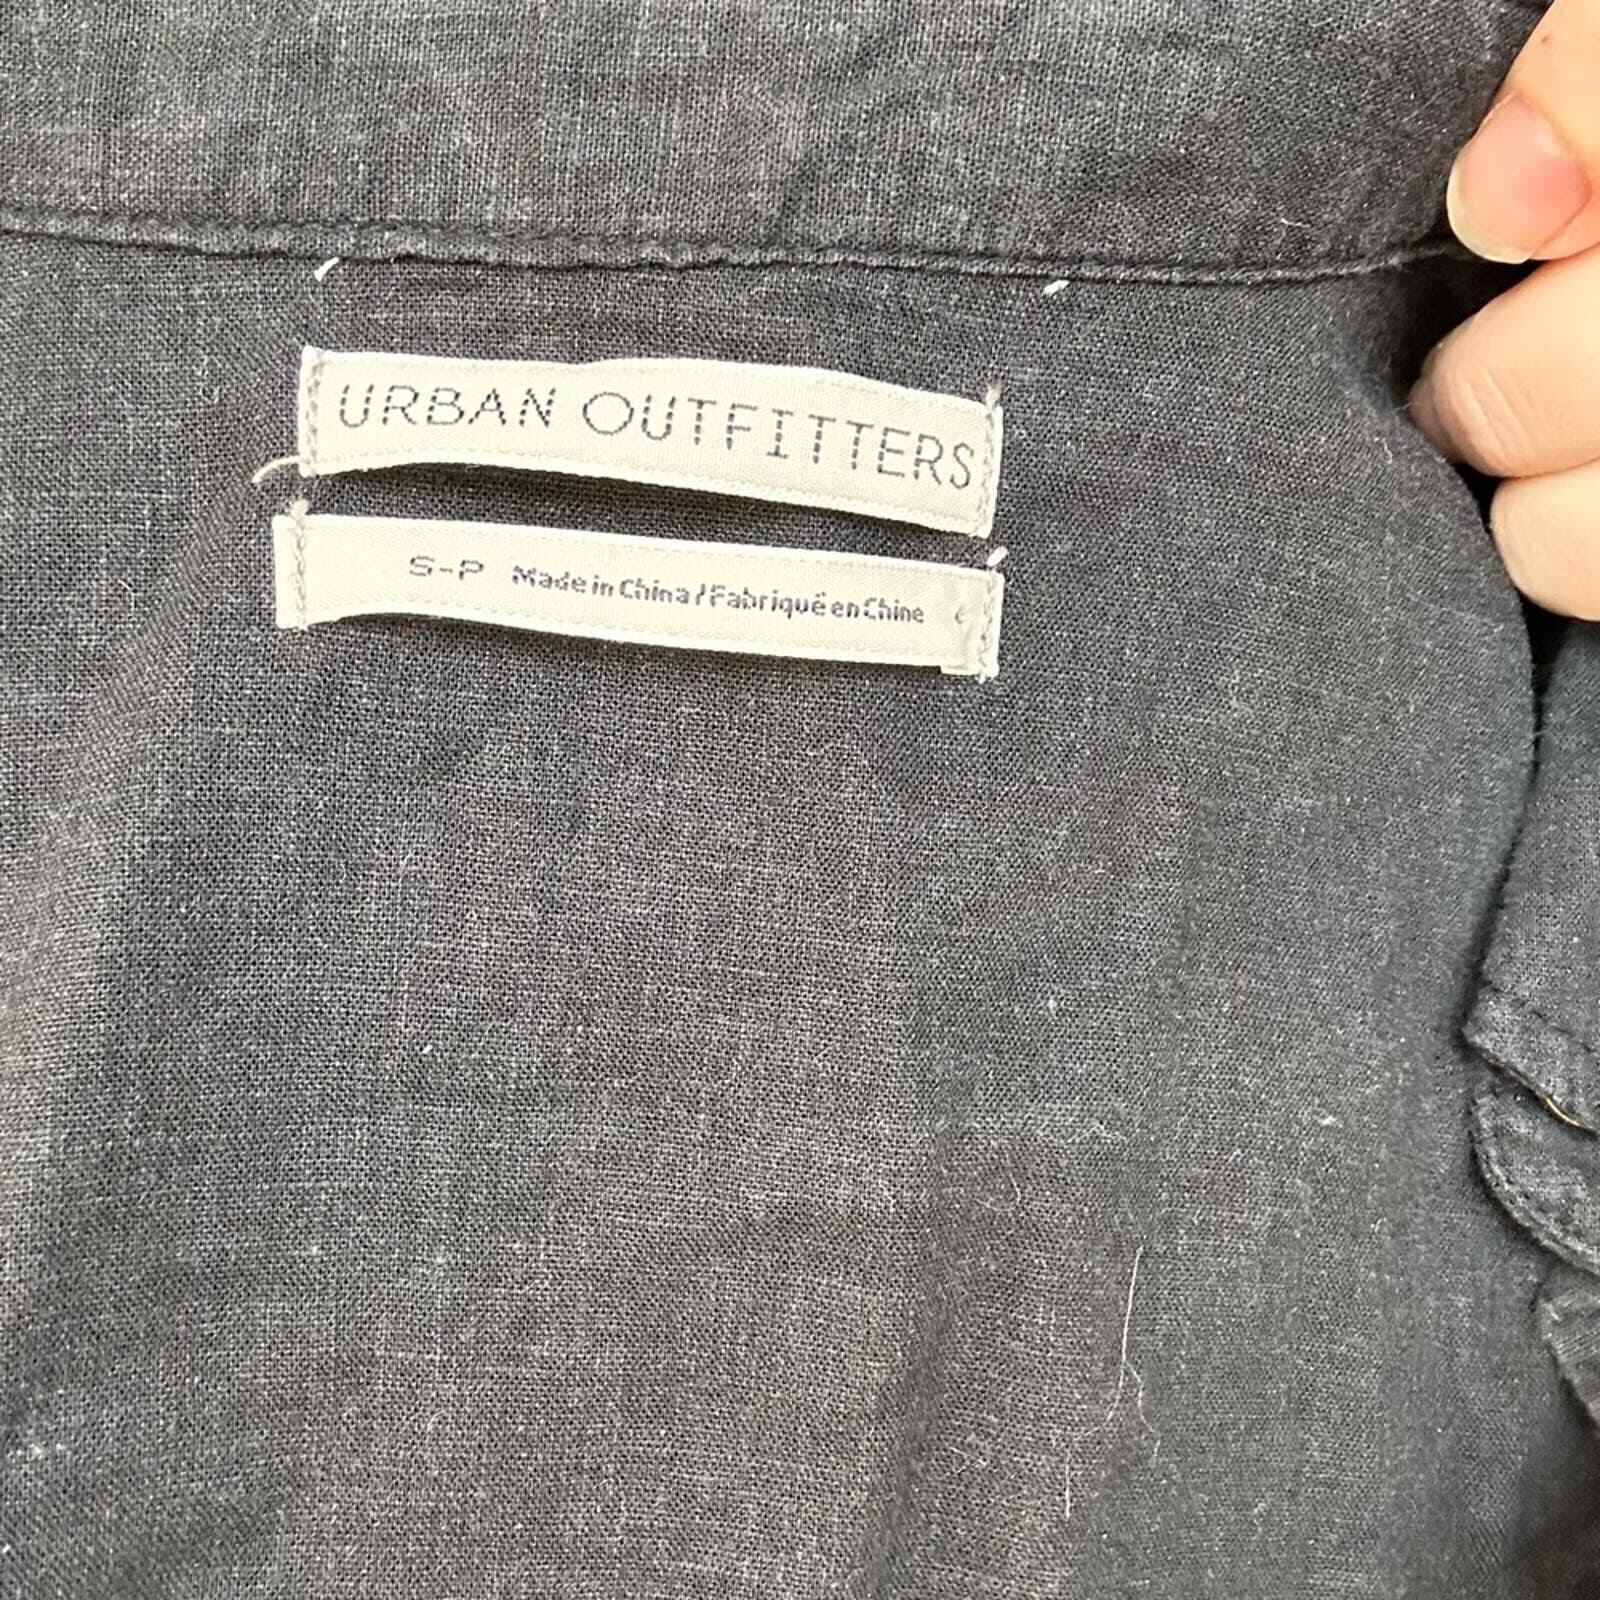 URBAN OUTFITTERS
S-P Made in China / Fabriqué en Chine